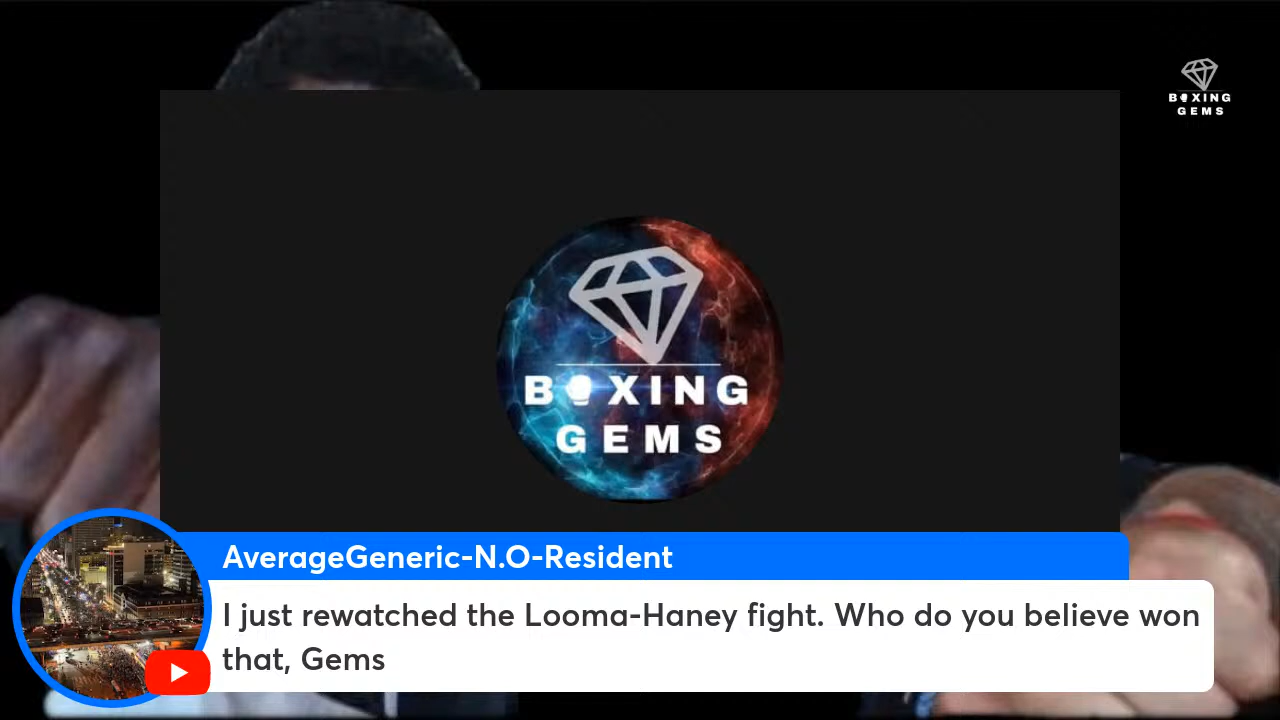 BOXING
GEMS
BOXING
GEMS
AverageGeneric-N.O-Resident
I just rewatched the Looma-Haney fight. Who do you believe won
that, Gems